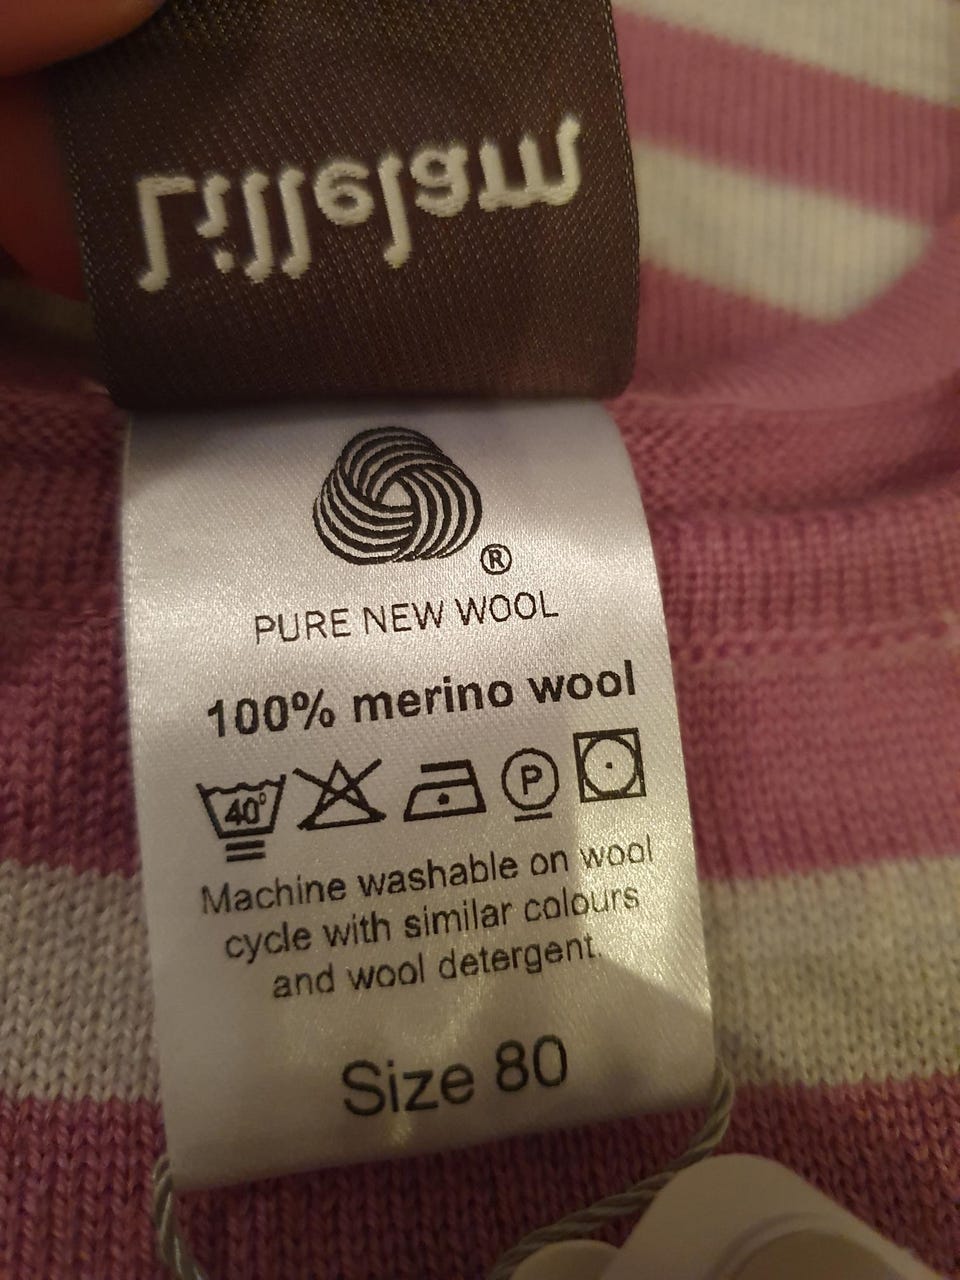 Lillelam
®
PURE NEW WOOL
100% merino wool
40°
P
Machine washable on wool
cycle with similar colours
and wool detergent.
Size 80